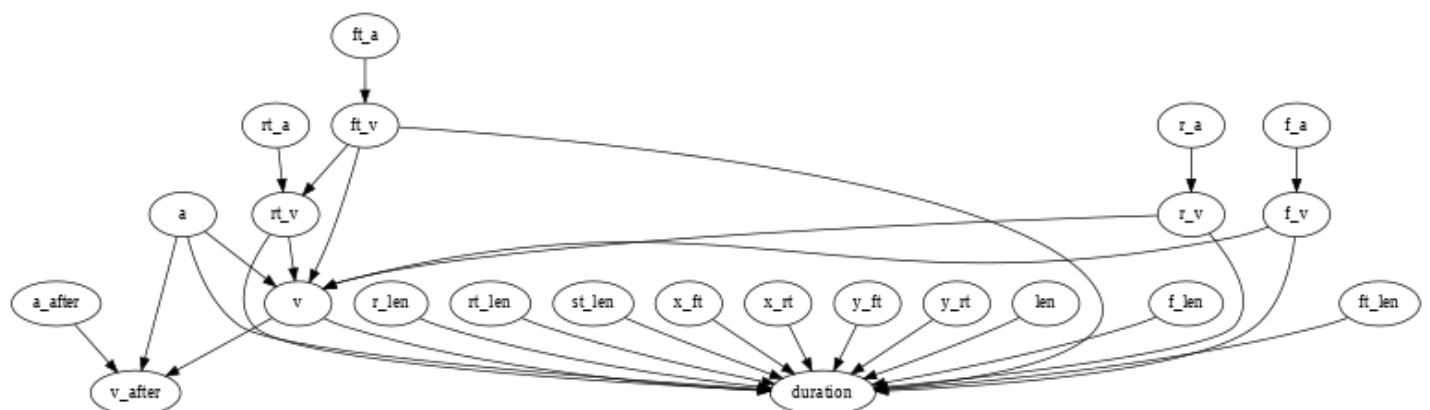 ft_a
rt_a ft_v r_a f_a
a rt_v r_v f_v
a_after v r_len rt_len st_len x_ft x_rt y_ft y_rt len f_len ft_len
v_after duration